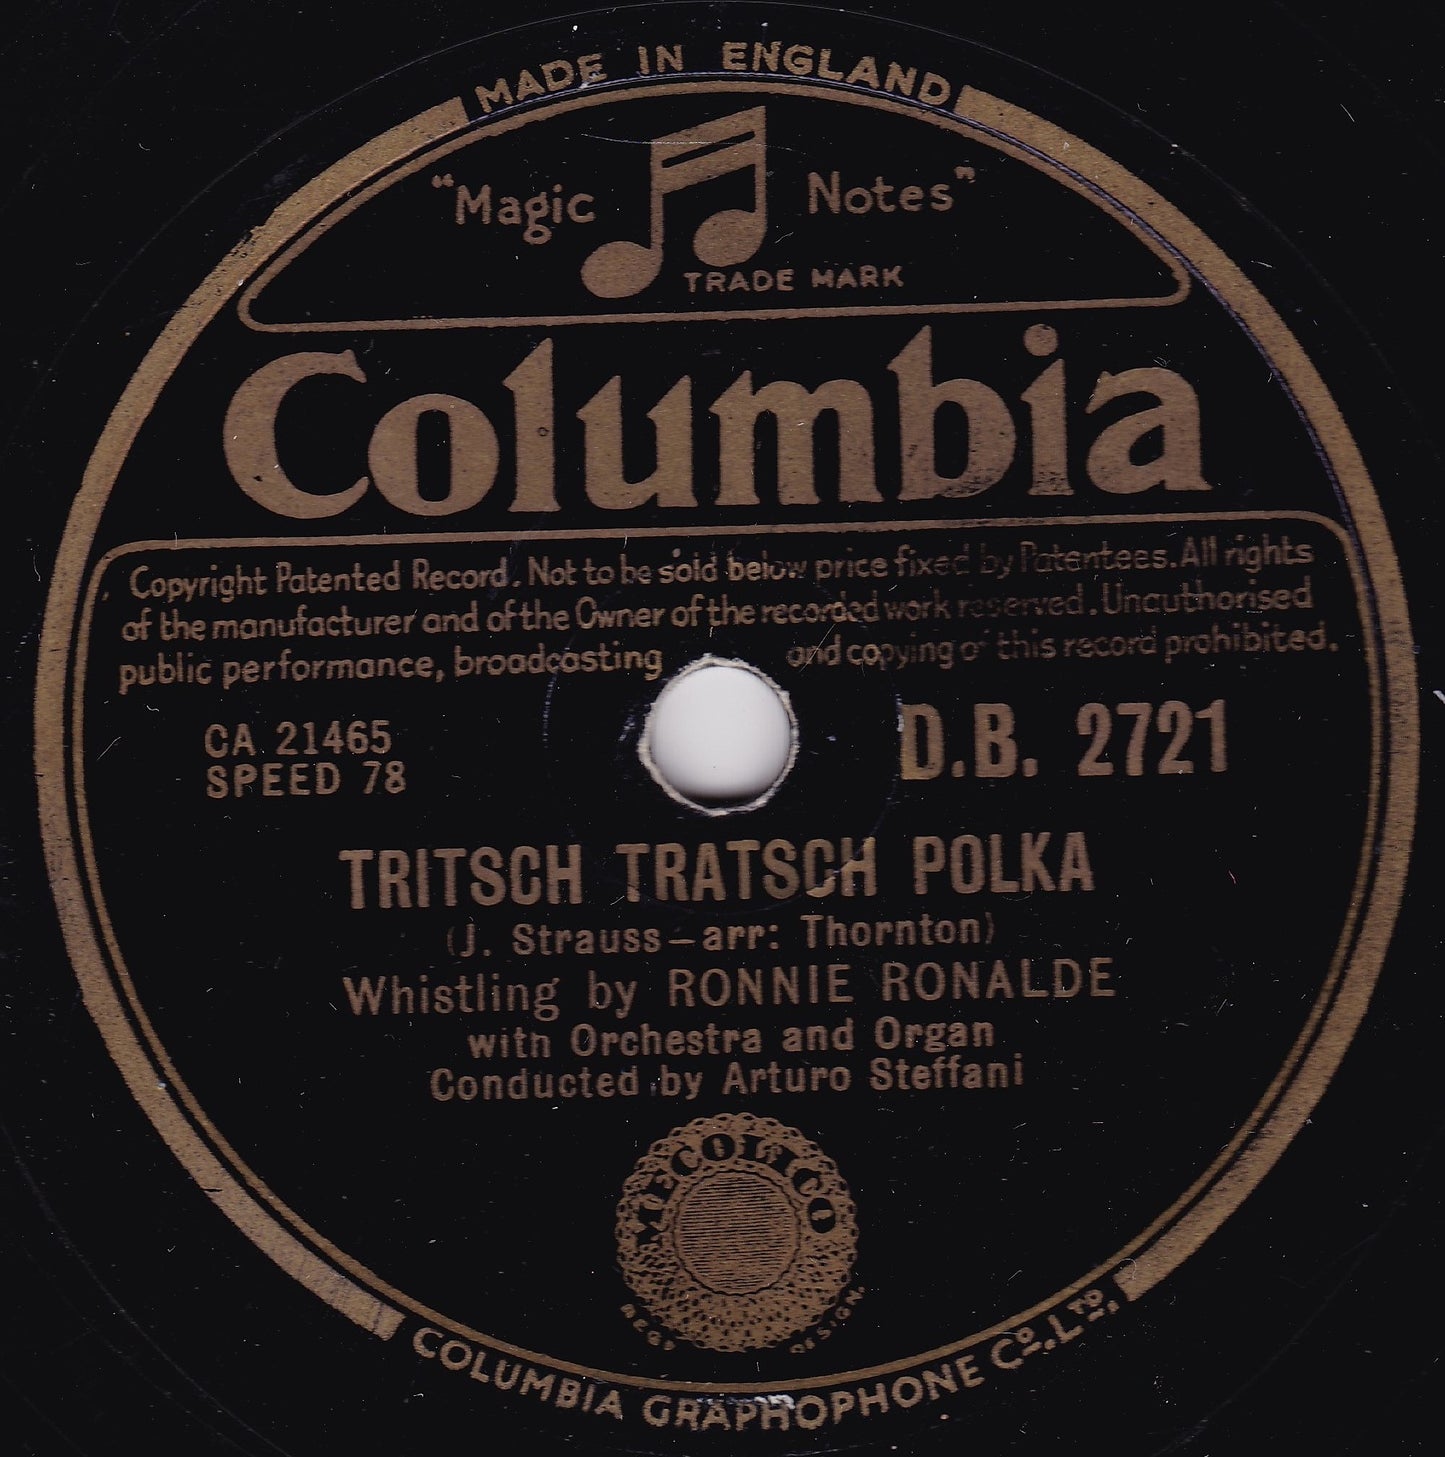 MADE IN ENGLAND
"Magic Notes"
TRADE MARK
Columbia
Copyright Patented Record. Not to be sold below price fixed by Patentees. All rights
of the manufacturer and of the Owner of the recorded work reserved. Unauthorised
public performance, broadcasting and copying of this record prohibited.
CA 21465
SPEED 78
D.B. 2721
TRITSCH TRATSCH POLKA
(J. Strauss – arr: Thornton)
Whistling by RONNIE RONALDE
with Orchestra and Organ
Conducted by Arturo Steffani
REGD DESIGN.
COLUMBIA GRAPHOPHONE CO. LTD.